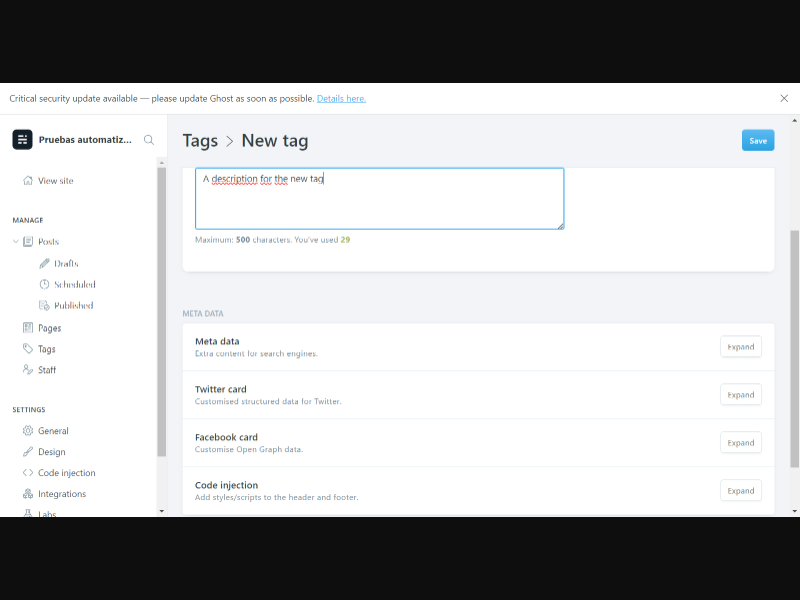 Critical security update available — please update Ghost as soon as possible. Details here.
Pruebas automatiz...
Tags > New tag
Save
View site
A description for the new tag
Maximum: 500 characters. You've used 29
MANAGE
Posts
Drafts
Scheduled
Published
Pages
Tags
Staff
META DATA
Meta data
Extra content for search engines.
Expand
Twitter card
Customised structured data for Twitter.
Expand
Facebook card
Customise Open Graph data.
Expand
Code injection
Add styles/scripts to the header and footer.
Expand
SETTINGS
General
Design
Code injection
Integrations
Labs